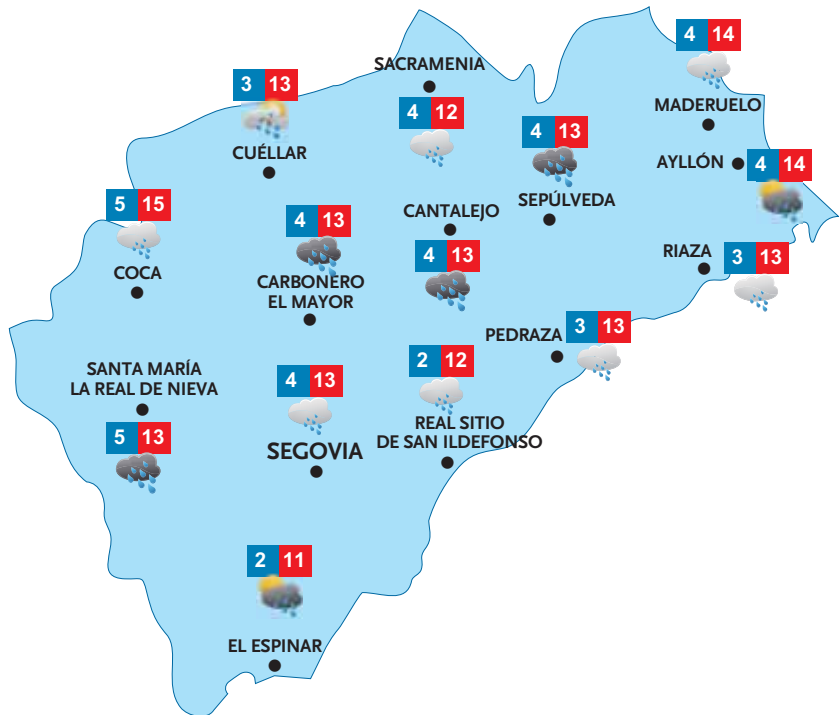 4 14
SACRAMENIA
3 13
MADERUELO
4 12
4 13
CUÉLLAR
AYLLÓN
4 14
5 15
SEPÚLVEDA
CANTALEJO
4 13
COCA
CARBONERO
EL MAYOR
4 13
RIAZA
3 13
PEDRAZA
3 13
SANTA MARÍA
LA REAL DE NIEVA
4 13
2 12
REAL SITIO
DE SAN ILDEFONSO
5 13
SEGOVIA
2 11
EL ESPINAR